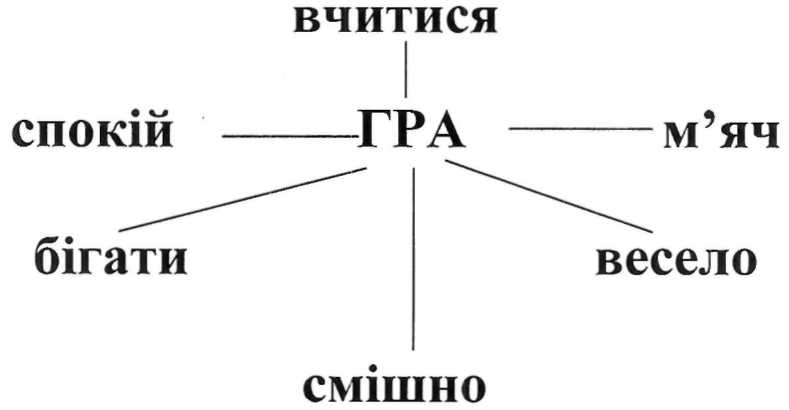 вчитися
спокій ГРА м’яч
бігати весело
смішно